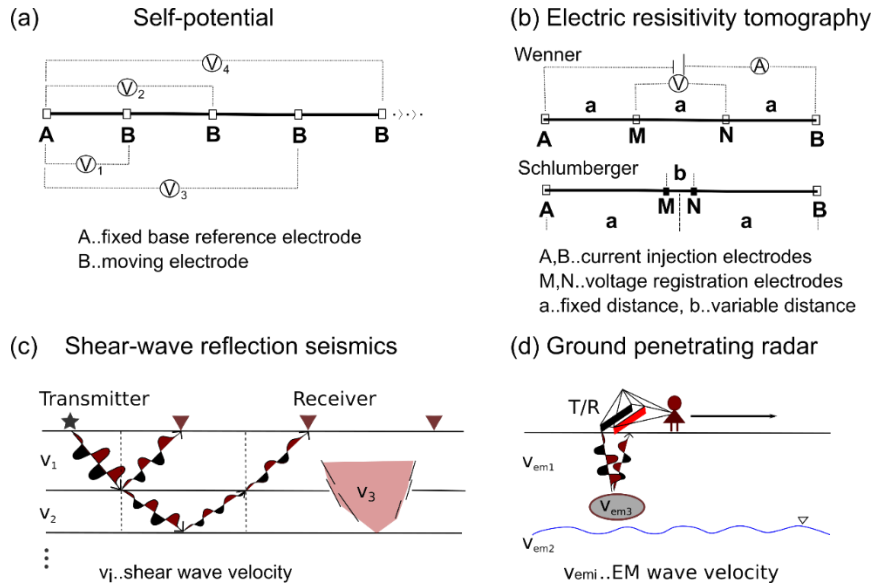 (a) Self-potential
V4
V2
A B B B B
V1
V3
A..fixed base reference electrode
B..moving electrode
(b) Electric resisitivity tomography
Wenner
A
V
a a a
A M N B
Schlumberger
b
A M N B
a a
A,B..current injection electrodes
M,N..voltage registration electrodes
a..fixed distance, b..variable distance
(c) Shear-wave reflection seismics
Transmitter Receiver
v1
v3
v2
vi..shear wave velocity
(d) Ground penetrating radar
T/R
vem1
vem3
vem2
vemi..EM wave velocity